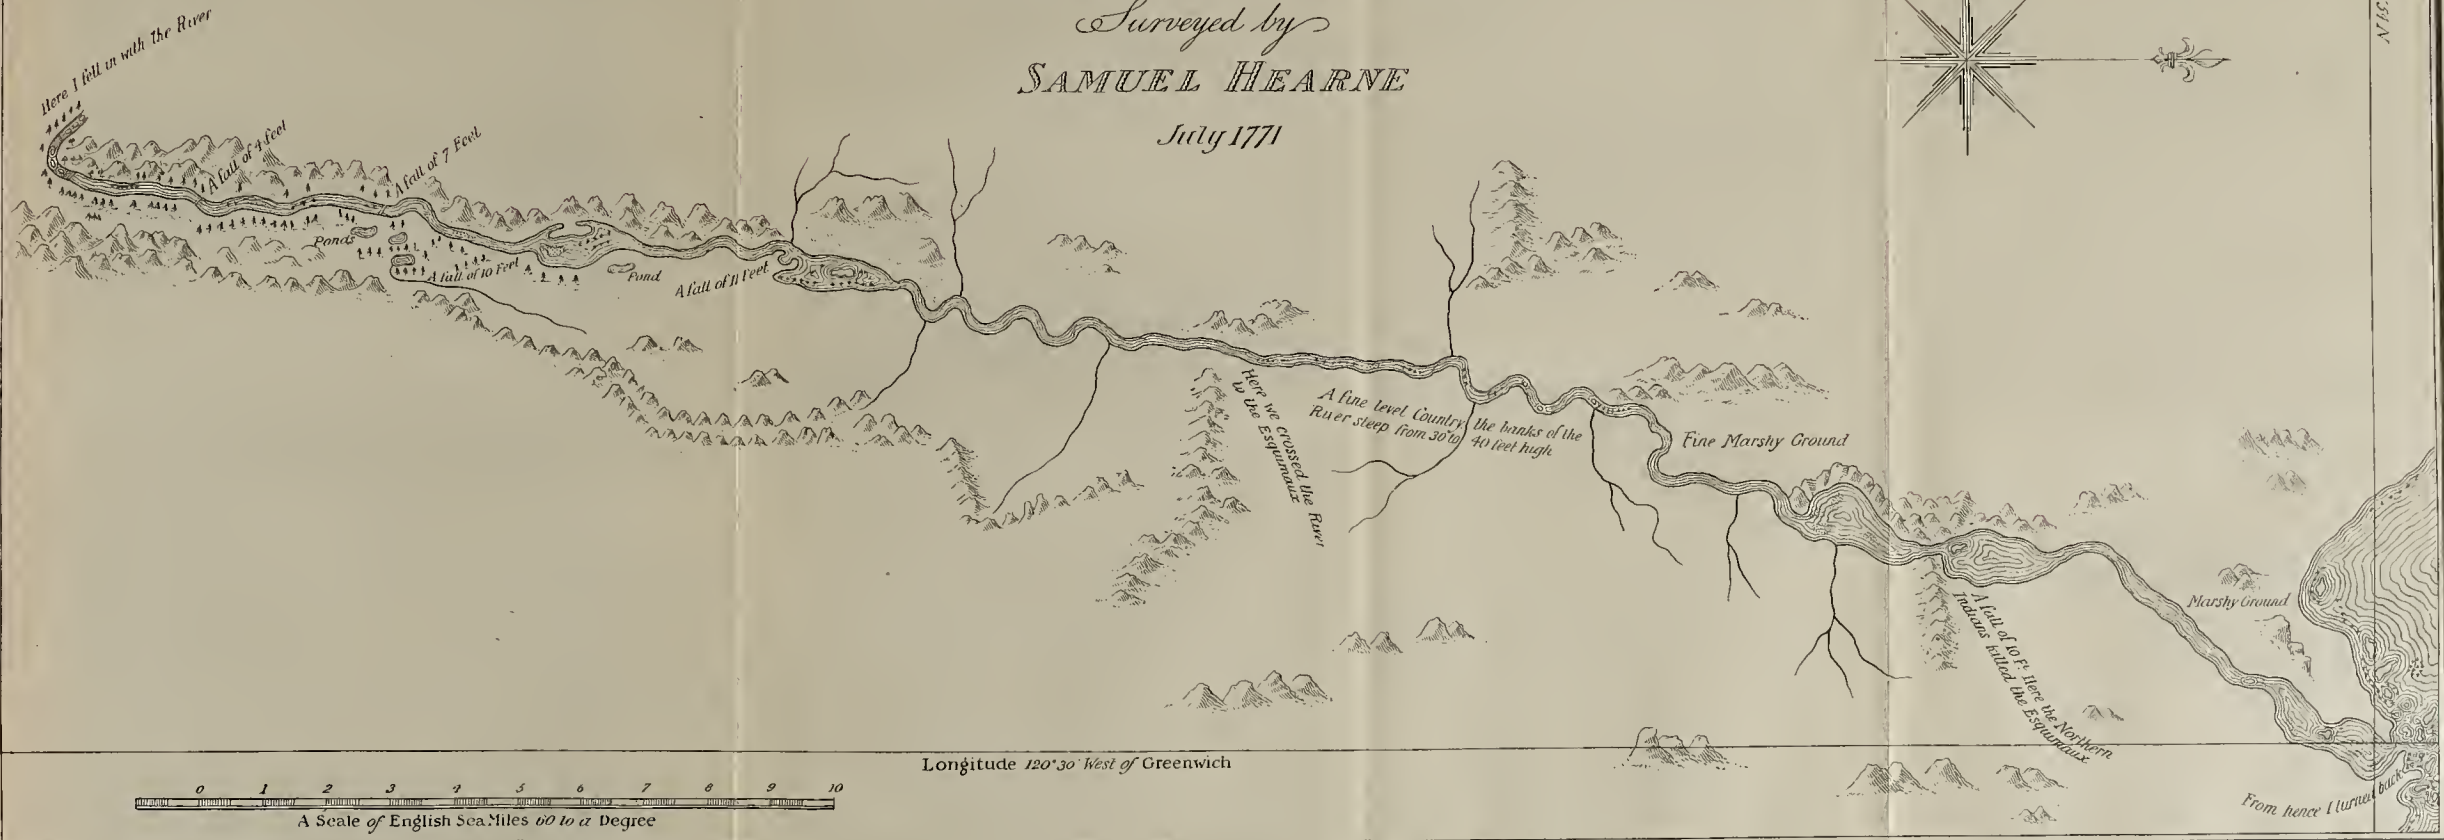 Surveyed by
SAMUEL HEARNE
July 1771
Here I fell in with the River
A fall of 4 feet
A fall of 7 Feet
Ponds
A fall of 10 Feet
Pond
A fall of 11 Feet
Here we crossed the River
to the Esquimaux
A fine level Country the banks of the
River steep from 30 to 40 feet high
Fine Marshy Ground
A fall of 10 Ft. Here the Northern
Indians killed the Esquimaux
Marshy Ground
From hence I turned back
Longitude 120°30' West of Greenwich
0 1 2 3 4 5 6 7 8 9 10
A Scale of English Sea Miles 60 to a Degree